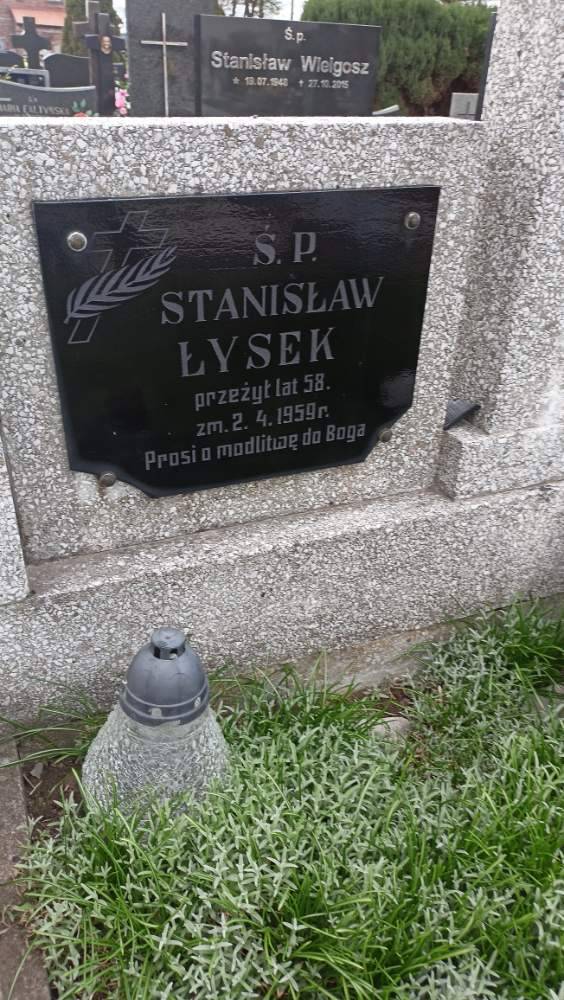 Ś.p.
Stanisław Wielgosz
* 19.07.1948 + 27.10.2015
Ś. P.
STANISŁAW
ŁYSEK
przeżył lat 58.
zm. 2. 4. 1959 r.
Prosi o modlitwę do Boga